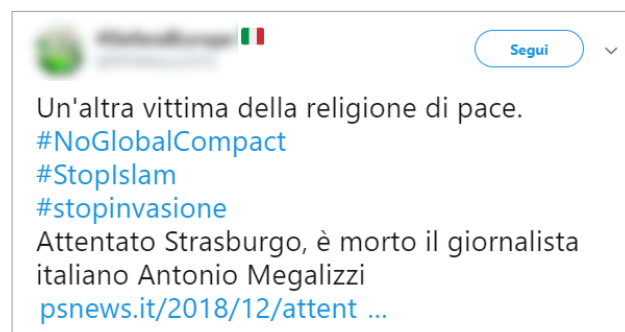 Segui
Un'altra vittima della religione di pace.
#NoGlobalCompact
#StopIslam
#stopinvasione
Attentato Strasburgo, è morto il giornalista
italiano Antonio Megalizzi
psnews.it/2018/12/attent ...